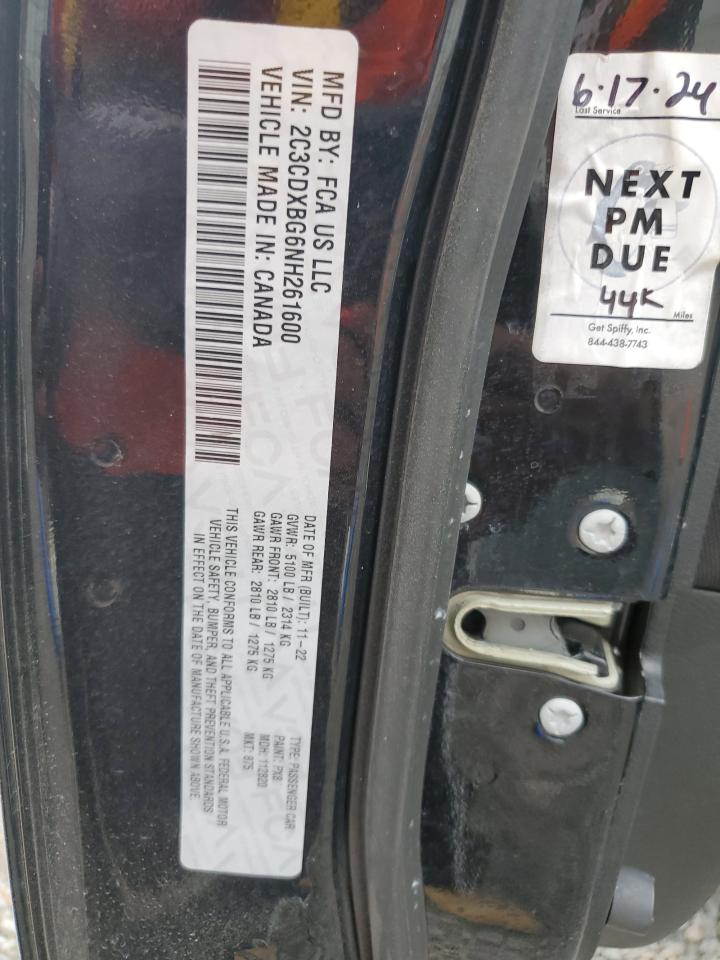 MFD BY: FCA US LLC
VIN: 2C3CDXBG6NH261600
VEHICLE MADE IN: CANADA
DATE OF MFR (BUILT): 11-22
GVWR: 5100 LB / 2314 KG
GAWR FRONT: 2810 LB / 1275 KG
GAWR REAR: 2810 LB / 1275 KG
TYPE: PASSENGER CAR
PAINT: PX8
MDH: 112820
MKT: 875
THIS VEHICLE CONFORMS TO ALL APPLICABLE U.S.A. FEDERAL MOTOR
VEHICLE SAFETY, BUMPER, AND THEFT PREVENTION STANDARDS
IN EFFECT ON THE DATE OF MANUFACTURE SHOWN ABOVE.
6·17·24
Last Service
NEXT
PM
DUE
44K
Miles
Get Spiffy, Inc.
844-438-7743